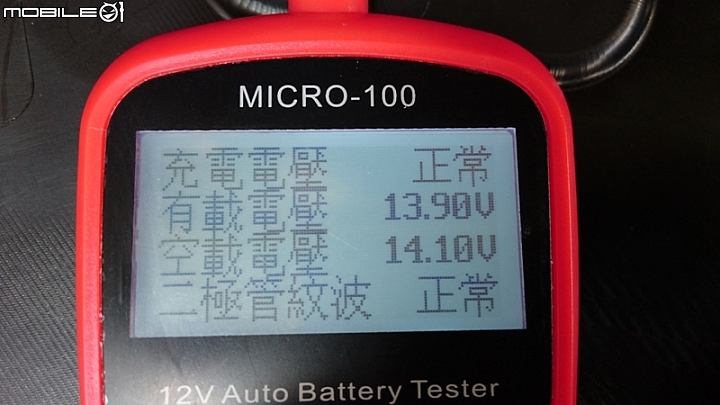 MOBILE01
MICRO-100
充電電壓 正常
有載電壓 13.90V
空載電壓 14.10V
二極管紋波 正常
12V Auto Battery Tester